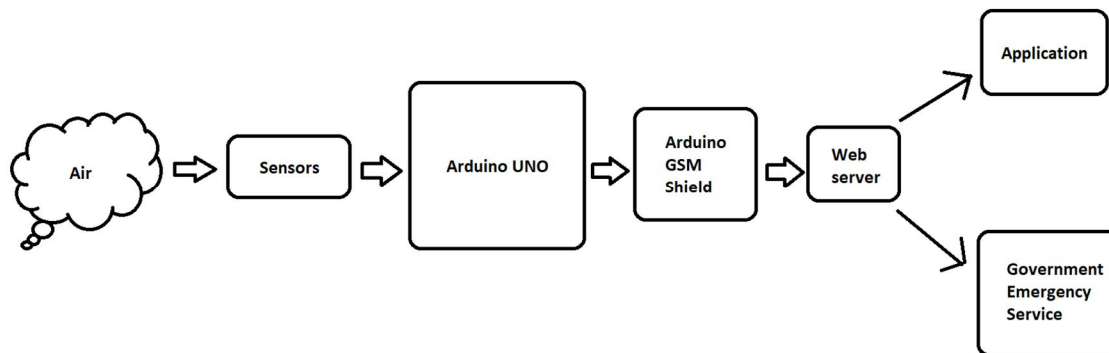 Air
Sensors
Arduino UNO
Arduino
GSM
Shield
Web
server
Application
Government
Emergency
Service